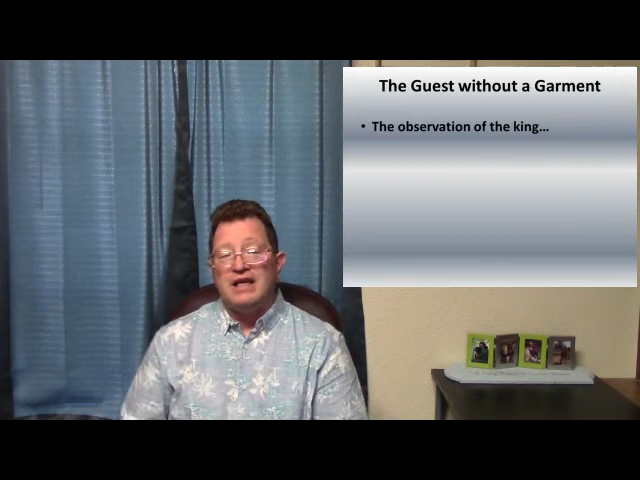 The Guest without a Garment
• The observation of the king…